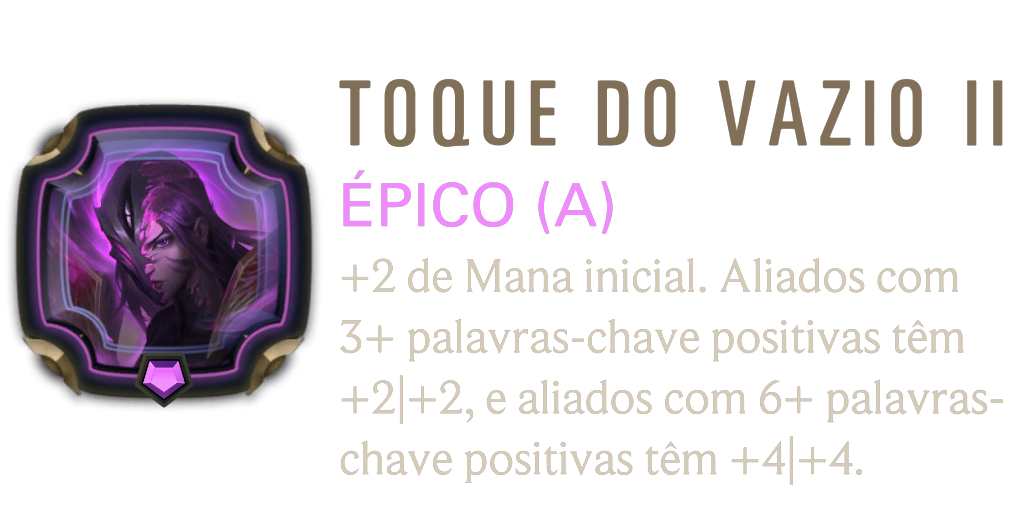 TOQUE DO VAZIO II
ÉPICO (A)
+2 de Mana inicial. Aliados com
3+ palavras-chave positivas têm
+2|+2, e aliados com 6+ palavras-
chave positivas têm +4|+4.